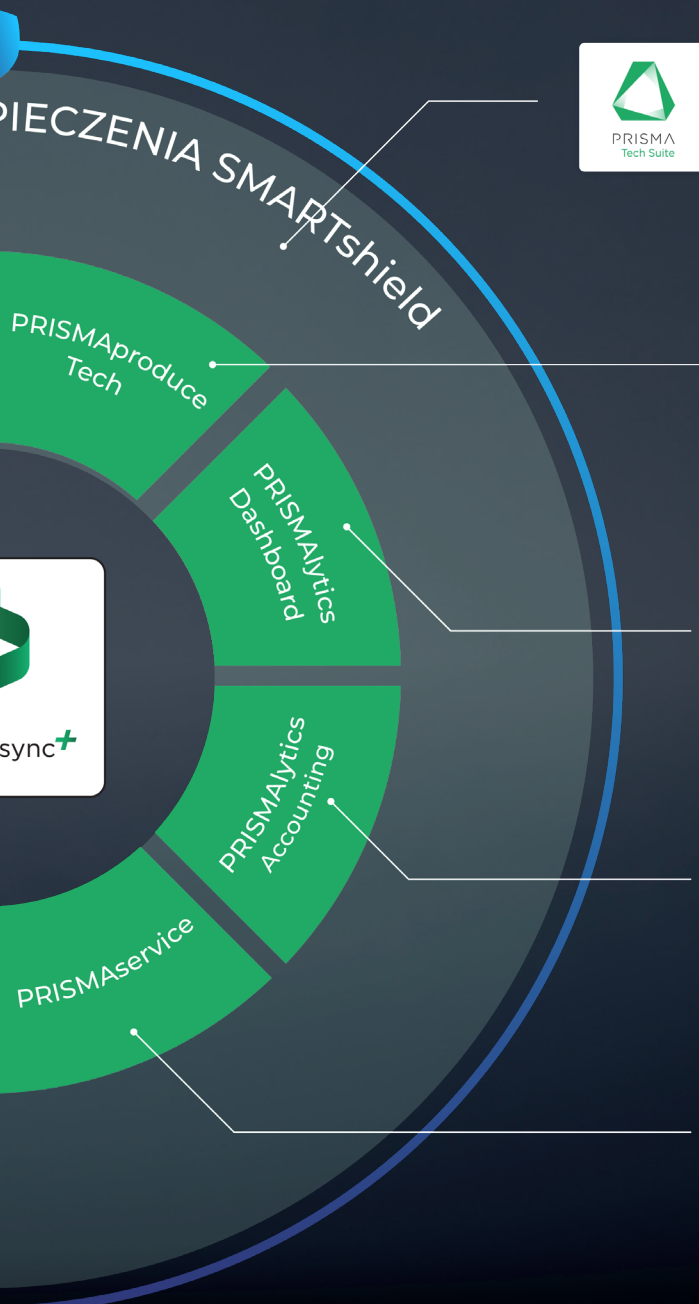 PIECZENIA SMARTshield
PRISMA
Tech Suite
PRISMAproduce
Tech
PRISMAlytics
Dashboard
sync+
PRISMAlytics
Accounting
PRISMAservice